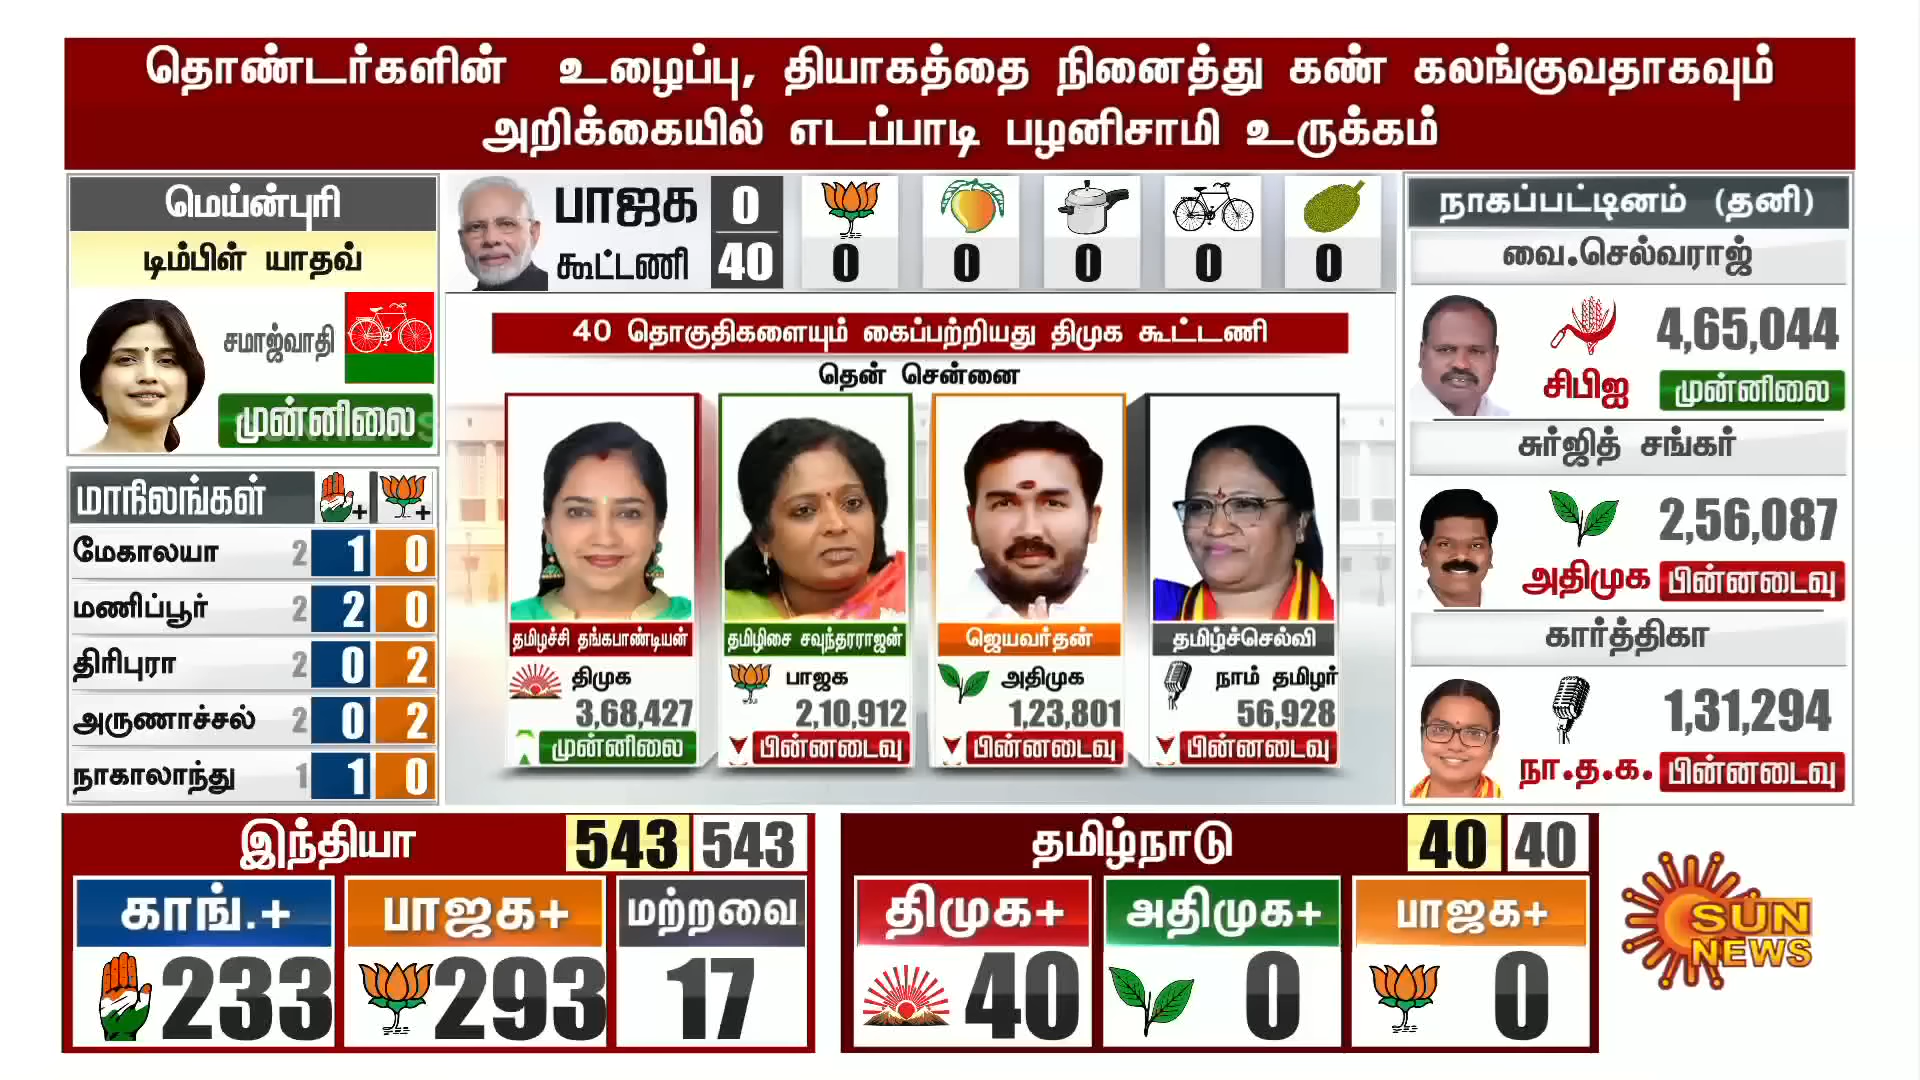 தொண்டர்களின் உழைப்பு, தியாகத்தை நினைத்து கண் கலங்குவதாகவும்
அறிக்கையில் எடப்பாடி பழனிசாமி உருக்கம்
மெய்ன்புரி
டிம்பிள் யாதவ்
சமாஜ்வாதி
முன்னிலை
மாநிலங்கள் + +
மேகாலயா 2 1 0
மணிப்பூர் 2 2 0
திரிபுரா 2 0 2
அருணாச்சல் 2 0 2
நாகாலாந்து 1 1 0
பாஜக 0
கூட்டணி 40 0 0 0 0 0
40 தொகுதிகளையும் கைப்பற்றியது திமுக கூட்டணி
தென் சென்னை
தமிழச்சி தங்கபாண்டியன்
திமுக
3,68,427
முன்னிலை
தமிழிசை சவுந்தரராஜன்
பாஜக
2,10,912
பின்னடைவு
ஜெயவர்தன்
அதிமுக
1,23,801
பின்னடைவு
தமிழ்ச்செல்வி
நாம் தமிழர்
56,928
பின்னடைவு
நாகப்பட்டினம் (தனி)
வை.செல்வராஜ்
4,65,044
சிபிஐ முன்னிலை
சுர்ஜித் சங்கர்
2,56,087
அதிமுக பின்னடைவு
கார்த்திகா
1,31,294
நா.த.க. பின்னடைவு
இந்தியா 543 543
காங்.+ பாஜக+ மற்றவை
233 293 17
தமிழ்நாடு 40 40
திமுக+ அதிமுக+ பாஜக+
40 0 0
SUN
NEWS